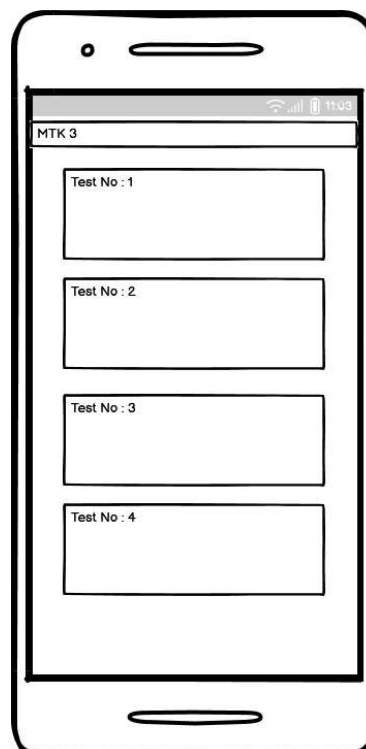 11:03
MTK 3
Test No : 1
Test No : 2
Test No : 3
Test No : 4